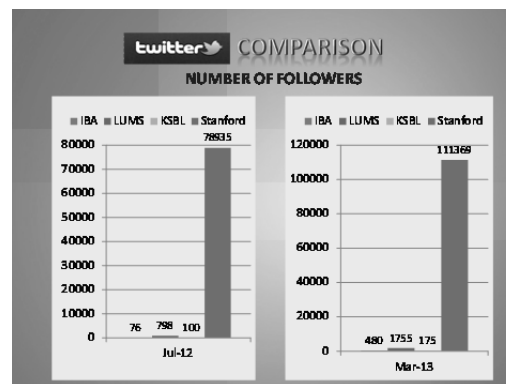 twitter COMPARISON
NUMBER OF FOLLOWERS
IBA LUMS KSBL Stanford
78935
80000
70000
60000
50000
40000
30000
20000
10000
0
76 798 100
Jul-12
IBA LUMS KSBL Stanford
111369
120000
100000
80000
60000
40000
20000
0
480 1755 175
Mar-13